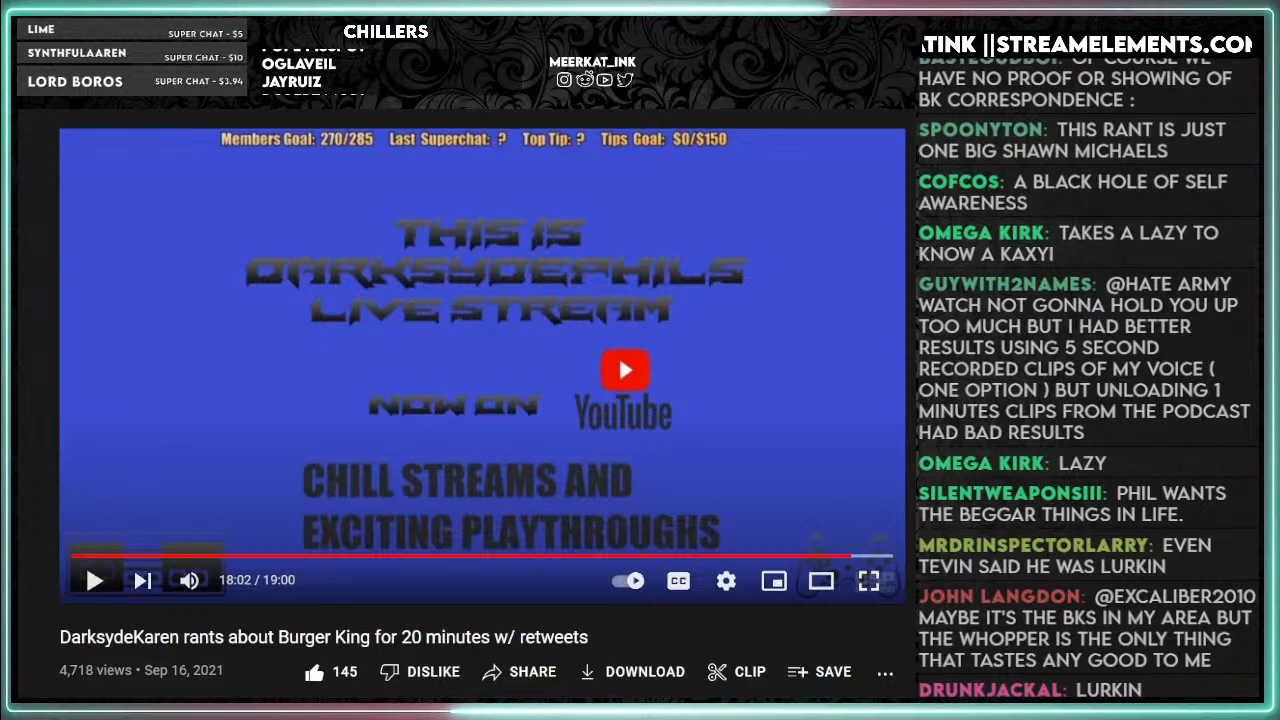 LIME
SUPER CHAT - $5
SYNTHFULAAREN
SUPER CHAT - $10
LORD BOROS
SUPER CHAT - $3.94
CHILLERS
OGLAVEIL
JAYRUIZ
MEERKAT_INK
ATINK ||STREAMELEMENTS.COM
Members Goal: 270/285 Last Superchat: ? Top Tip: ? Tips Goal: $0/$150
THIS IS
DARKSYDEPHILS
LIVE STREAM
NOW ON YouTube
CHILL STREAMS AND
EXCITING PLAYTHROUGHS
18:02 / 19:00
CC
DarksydeKaren rants about Burger King for 20 minutes w/ retweets
4,718 views • Sep 16, 2021
145 DISLIKE SHARE DOWNLOAD CLIP SAVE ...
OF COURSE WE
HAVE NO PROOF OR SHOWING OF
BK CORRESPONDENCE :
SPOONYTON: THIS RANT IS JUST
ONE BIG SHAWN MICHAELS
COFCOS: A BLACK HOLE OF SELF
AWARENESS
OMEGA KIRK: TAKES A LAZY TO
KNOW A KAXYI
GUYWITH2NAMES: @HATE ARMY
WATCH NOT GONNA HOLD YOU UP
TOO MUCH BUT I HAD BETTER
RESULTS USING 5 SECOND
RECORDED CLIPS OF MY VOICE (
ONE OPTION ) BUT UNLOADING 1
MINUTES CLIPS FROM THE PODCAST
HAD BAD RESULTS
OMEGA KIRK: LAZY
SILENTWEAPONSIII: PHIL WANTS
THE BEGGAR THINGS IN LIFE.
MRDRINSPECTORLARRY: EVEN
TEVIN SAID HE WAS LURKIN
JOHN LANGDON: @EXCALIBER2010
MAYBE IT'S THE BKS IN MY AREA BUT
THE WHOPPER IS THE ONLY THING
THAT TASTES ANY GOOD TO ME
DRUNKJACKAL: LURKIN